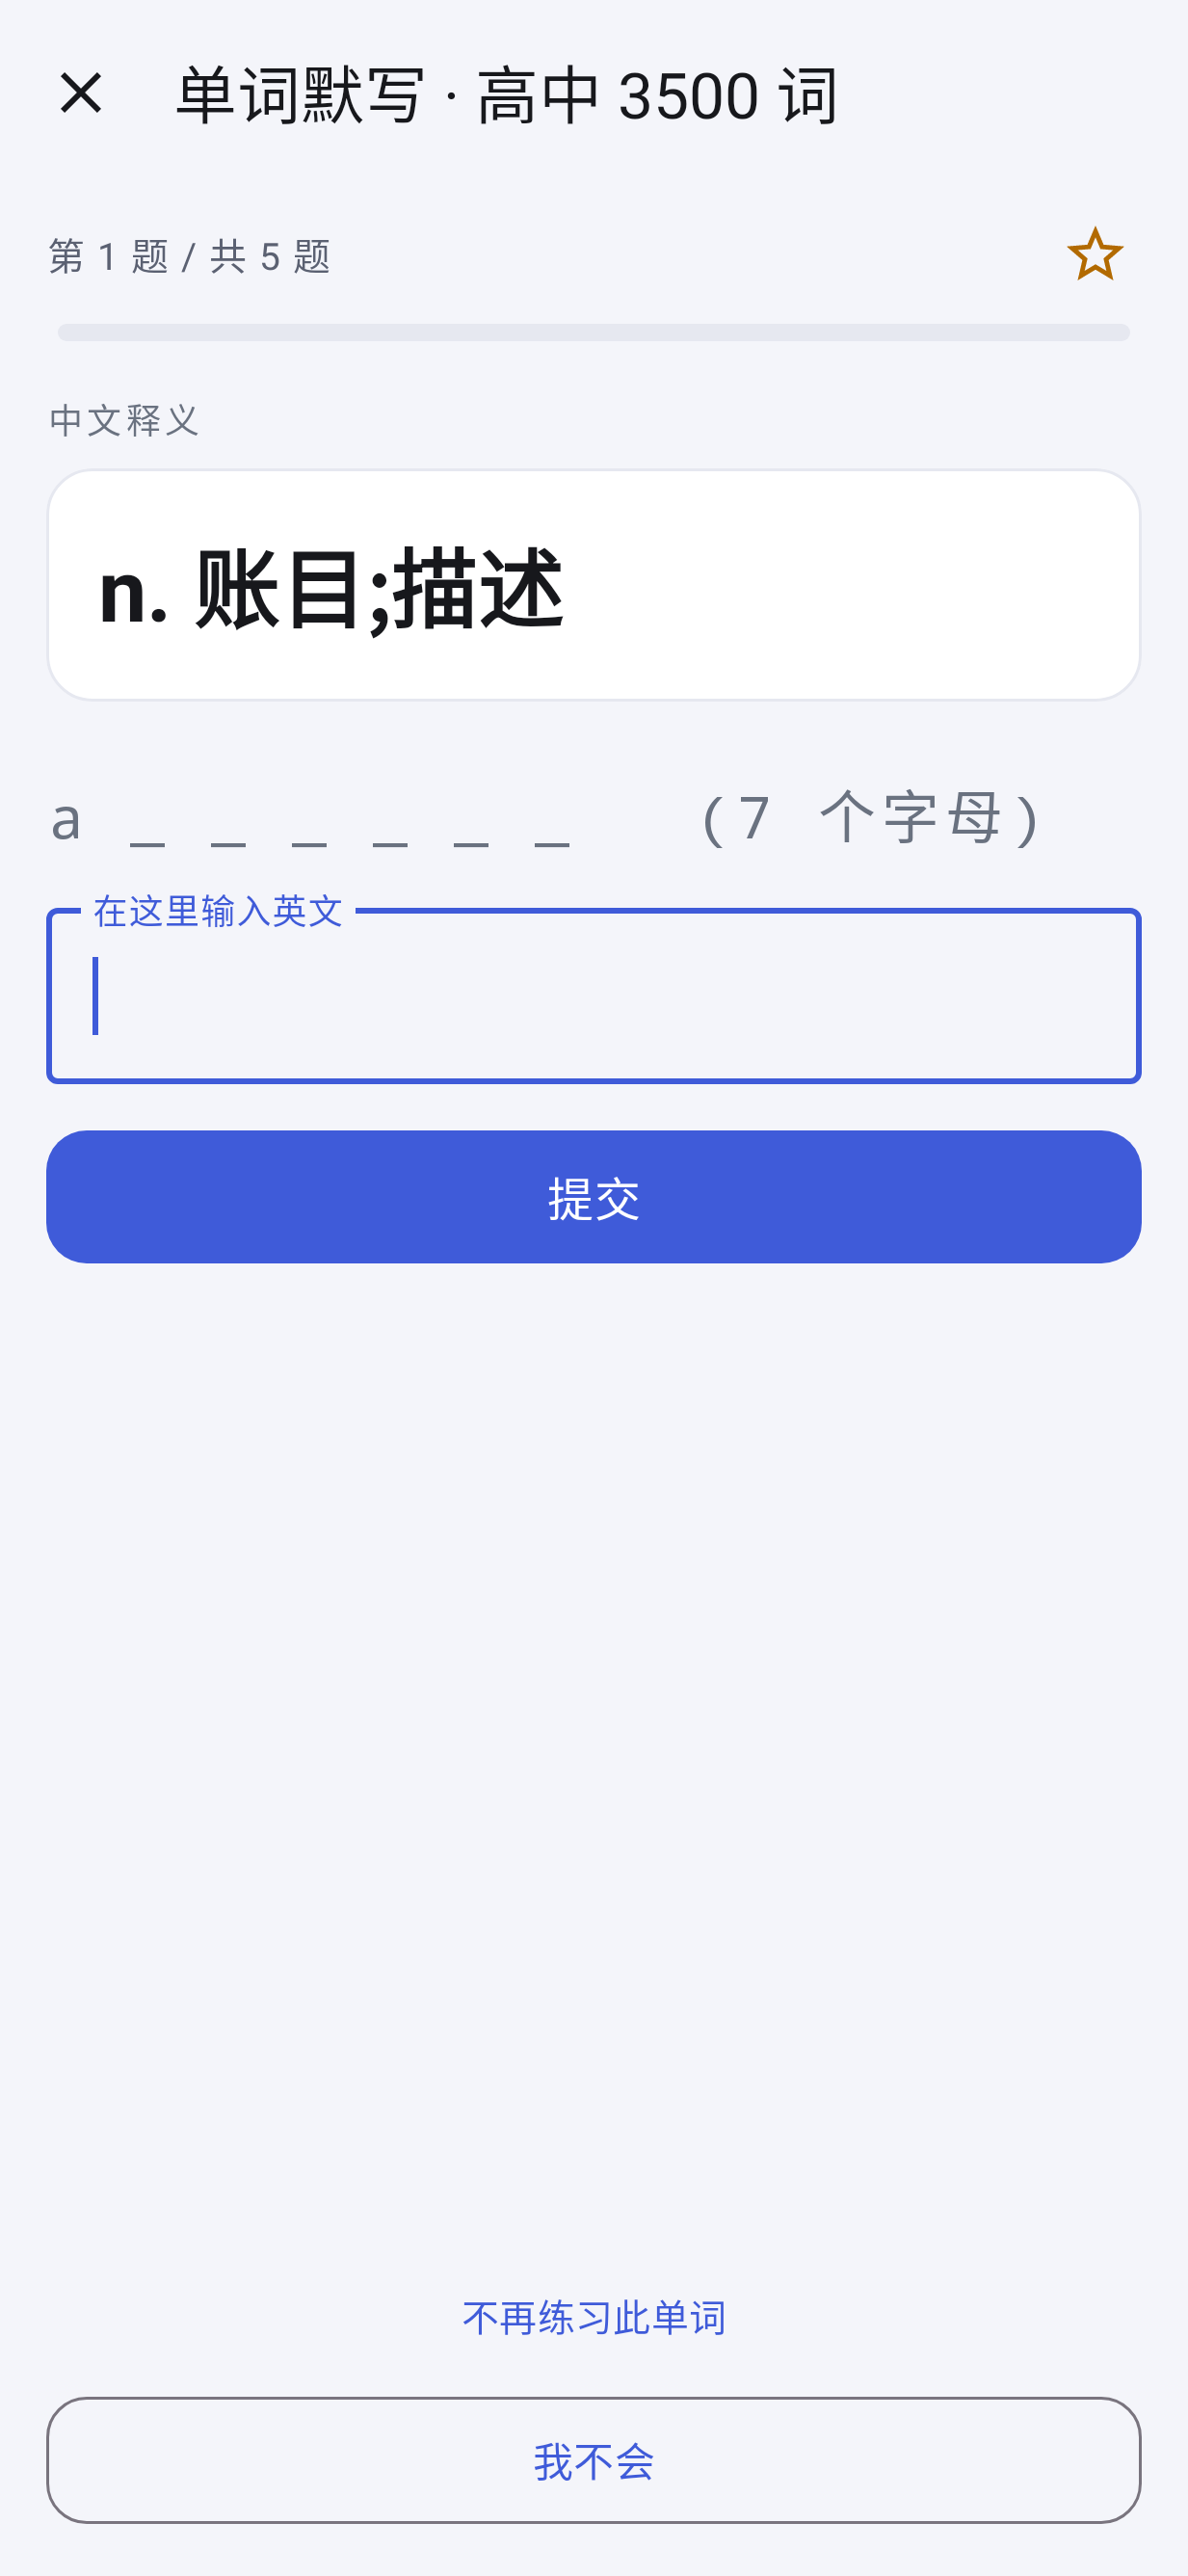 单词默写 · 高中 3500 词
第 1 题 / 共 5 题
中文释义
n. 账目;描述
a _ _ _ _ _ _ (7 个字母)
在这里输入英文
提交
不再练习此单词
我不会